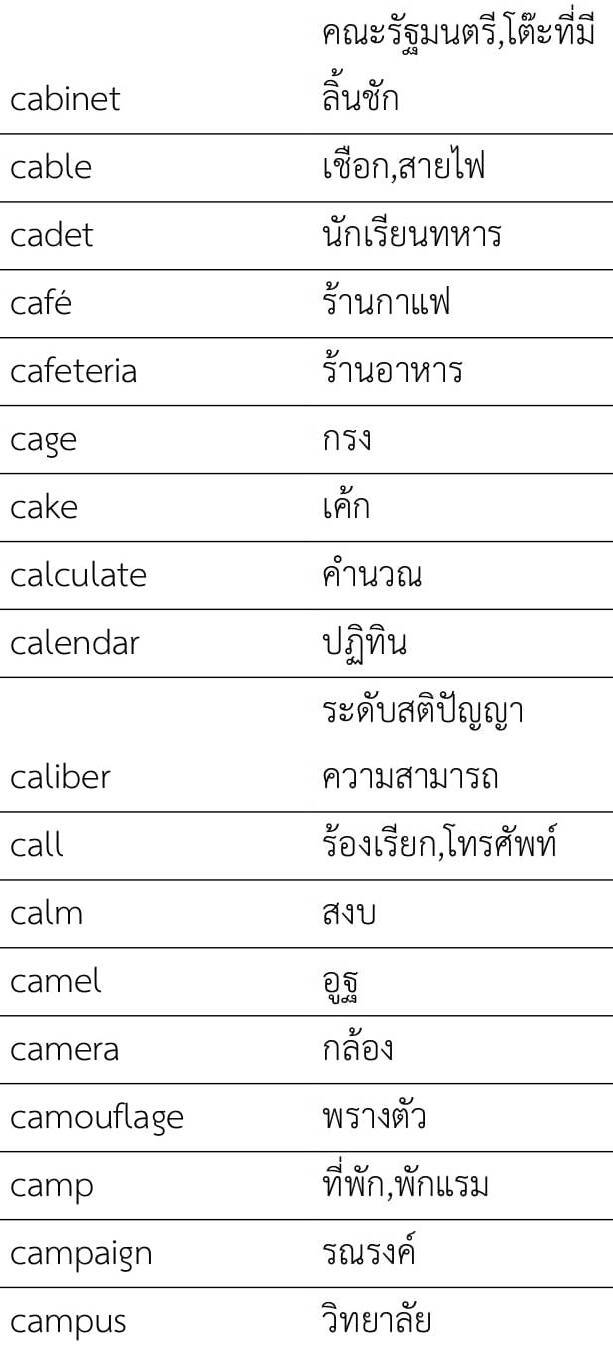 คณะรัฐมนตรี,โต๊ะที่มี
cabinet ลิ้นชัก
cable เชือก,สายไฟ
cadet นักเรียนทหาร
café ร้านกาแฟ
cafeteria ร้านอาหาร
cage กรง
cake เค้ก
calculate คำนวณ
calendar ปฏิทิน
ระดับสติปัญญา
caliber ความสามารถ
call ร้องเรียก,โทรศัพท์
calm สงบ
camel อูฐ
camera กล้อง
camouflage พรางตัว
camp ที่พัก,พักแรม
campaign รณรงค์
campus วิทยาลัย